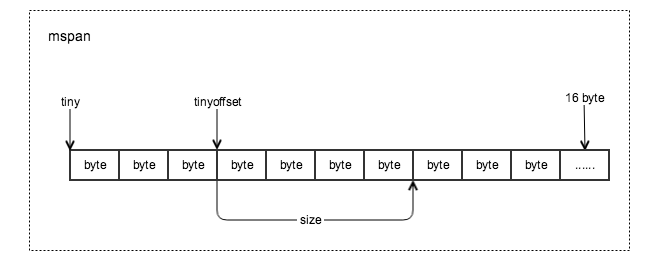 mspan
tiny
tinyoffset
16 byte
byte byte byte byte byte byte byte byte byte byte ......
size